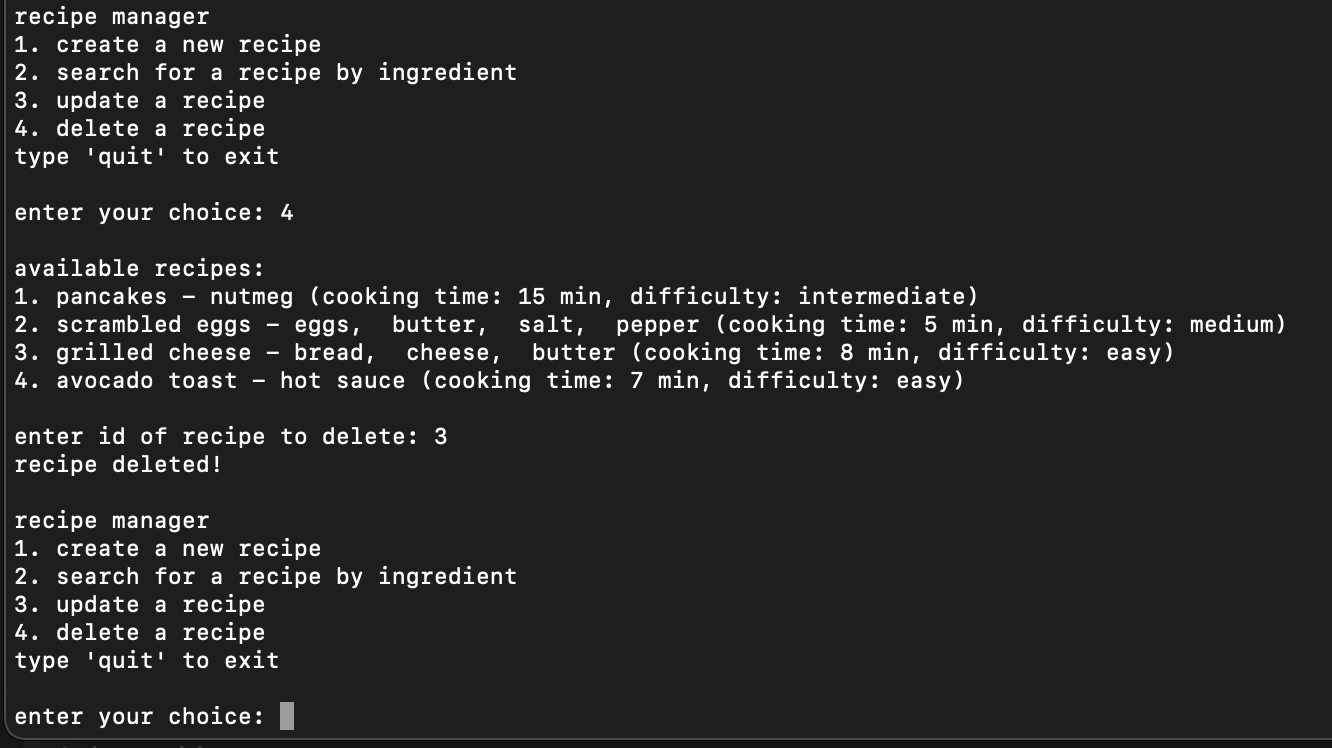 recipe manager
1. create a new recipe
2. search for a recipe by ingredient
3. update a recipe
4. delete a recipe
type 'quit' to exit
enter your choice: 4
available recipes:
1. pancakes – nutmeg (cooking time: 15 min, difficulty: intermediate)
2. scrambled eggs – eggs,  butter,  salt,  pepper (cooking time: 5 min, difficulty: medium)
3. grilled cheese – bread,  cheese,  butter (cooking time: 8 min, difficulty: easy)
4. avocado toast – hot sauce (cooking time: 7 min, difficulty: easy)
enter id of recipe to delete: 3
recipe deleted!
recipe manager
1. create a new recipe
2. search for a recipe by ingredient
3. update a recipe
4. delete a recipe
type 'quit' to exit
enter your choice: